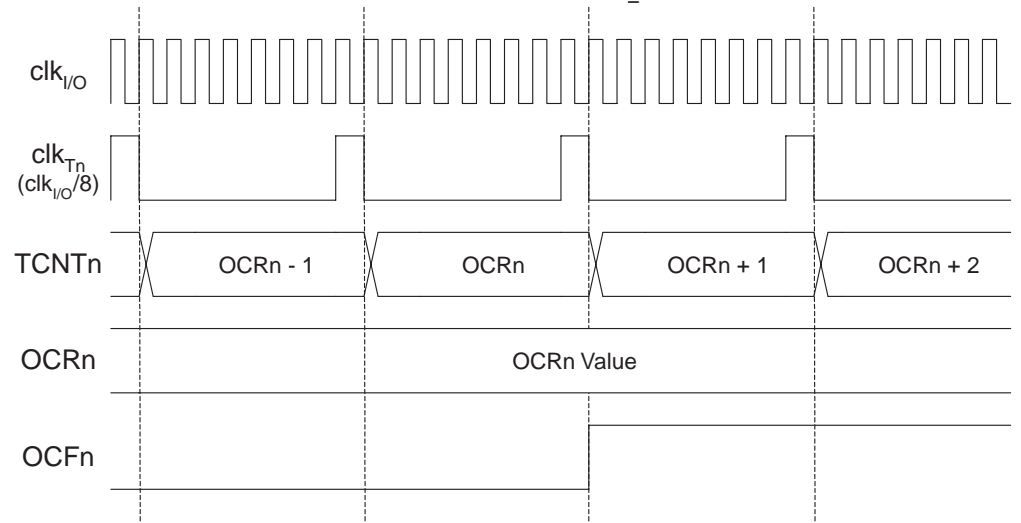 clkI/O
clkTn
(clkI/O/8)
TCNTn
OCRn - 1
OCRn
OCRn + 1
OCRn + 2
OCRn
OCRn Value
OCFn